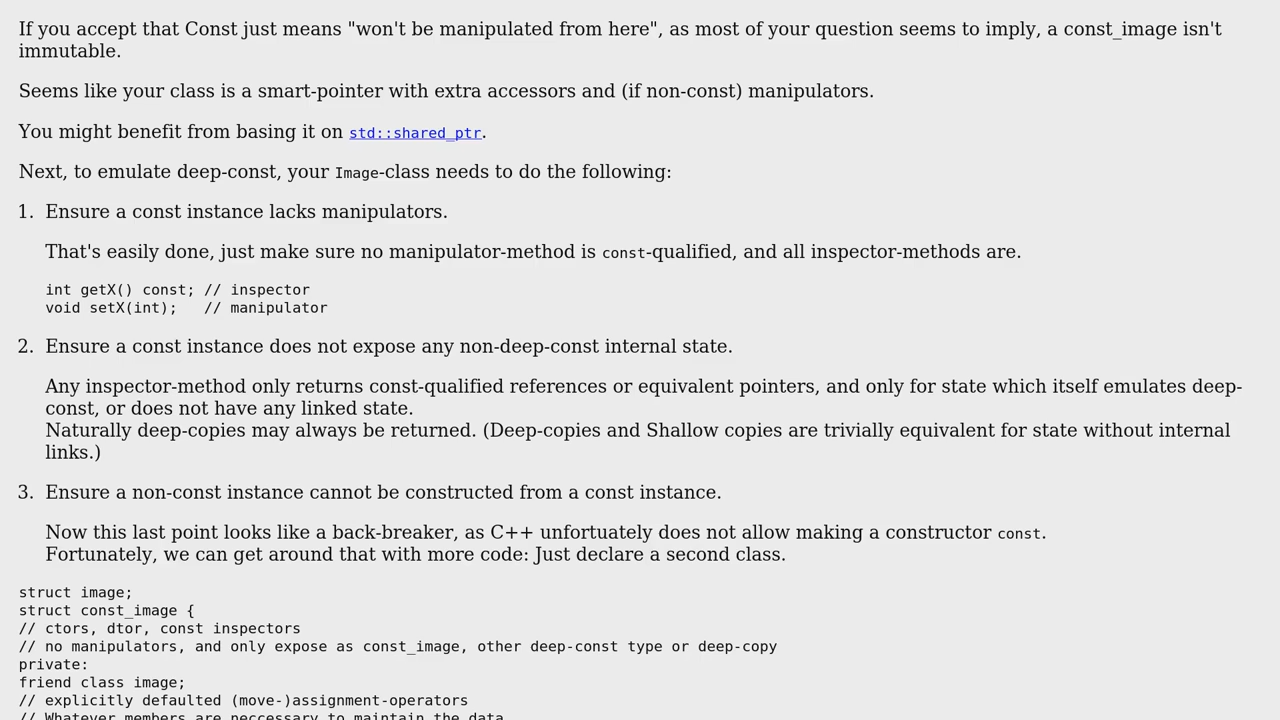 If you accept that Const just means "won't be manipulated from here", as most of your question seems to imply, a const_image isn't
immutable.
Seems like your class is a smart-pointer with extra accessors and (if non-const) manipulators.
You might benefit from basing it on std::shared_ptr.
Next, to emulate deep-const, your Image-class needs to do the following:
1. Ensure a const instance lacks manipulators.
That's easily done, just make sure no manipulator-method is const-qualified, and all inspector-methods are.
int getX() const; // inspector
void setX(int);   // manipulator
2. Ensure a const instance does not expose any non-deep-const internal state.
Any inspector-method only returns const-qualified references or equivalent pointers, and only for state which itself emulates deep-
const, or does not have any linked state.
Naturally deep-copies may always be returned. (Deep-copies and Shallow copies are trivially equivalent for state without internal
links.)
3. Ensure a non-const instance cannot be constructed from a const instance.
Now this last point looks like a back-breaker, as C++ unfortuately does not allow making a constructor const.
Fortunately, we can get around that with more code: Just declare a second class.
struct image;
struct const_image {
// ctors, dtor, const inspectors
// no manipulators, and only expose as const_image, other deep-const type or deep-copy
private:
friend class image;
// explicitly defaulted (move-)assignment-operators
// Whatever members are neccessary to maintain the data